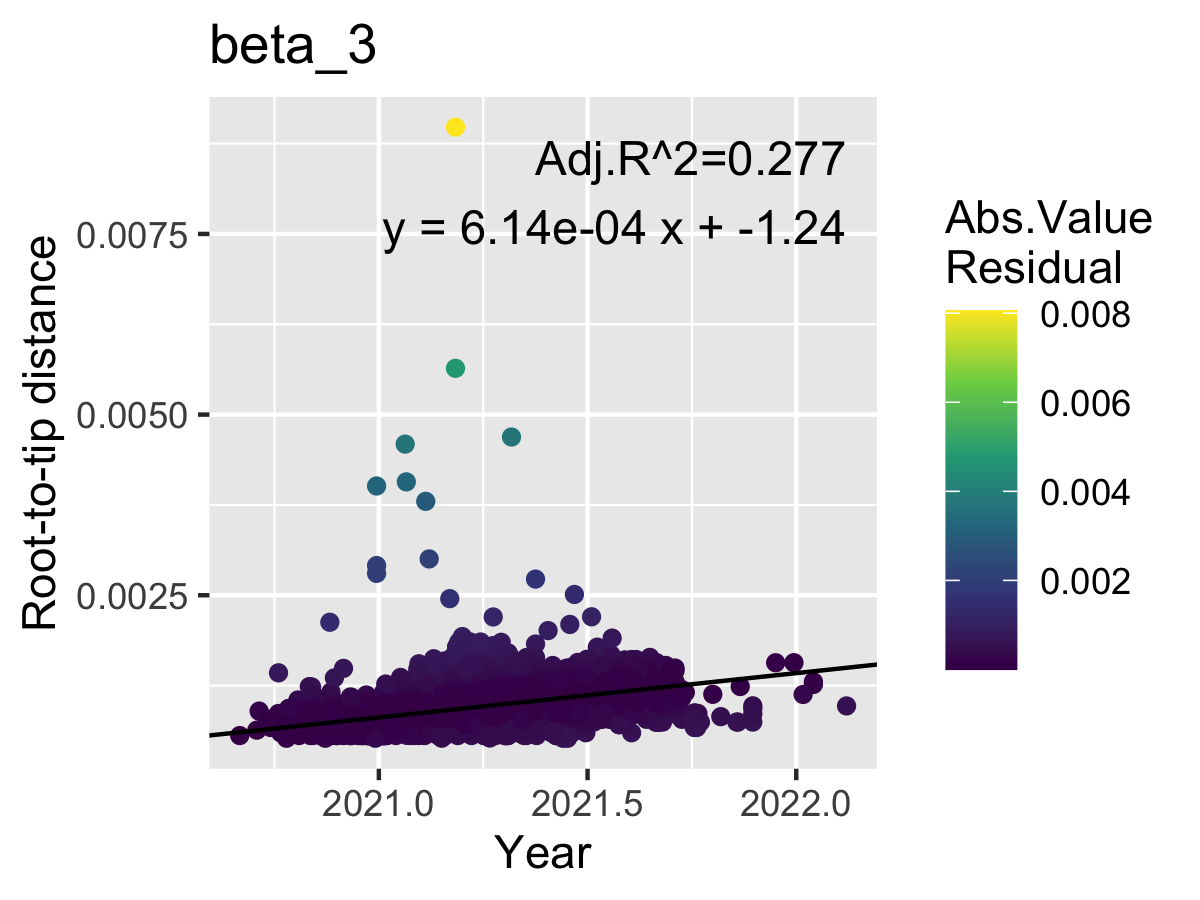 beta_3
Adj.R^2=0.277
y = 6.14e-04 x + -1.24
Root-to-tip distance
0.0075
0.0050
0.0025
2021.0
2021.5
2022.0
Year
Abs.Value
Residual
0.008
0.006
0.004
0.002